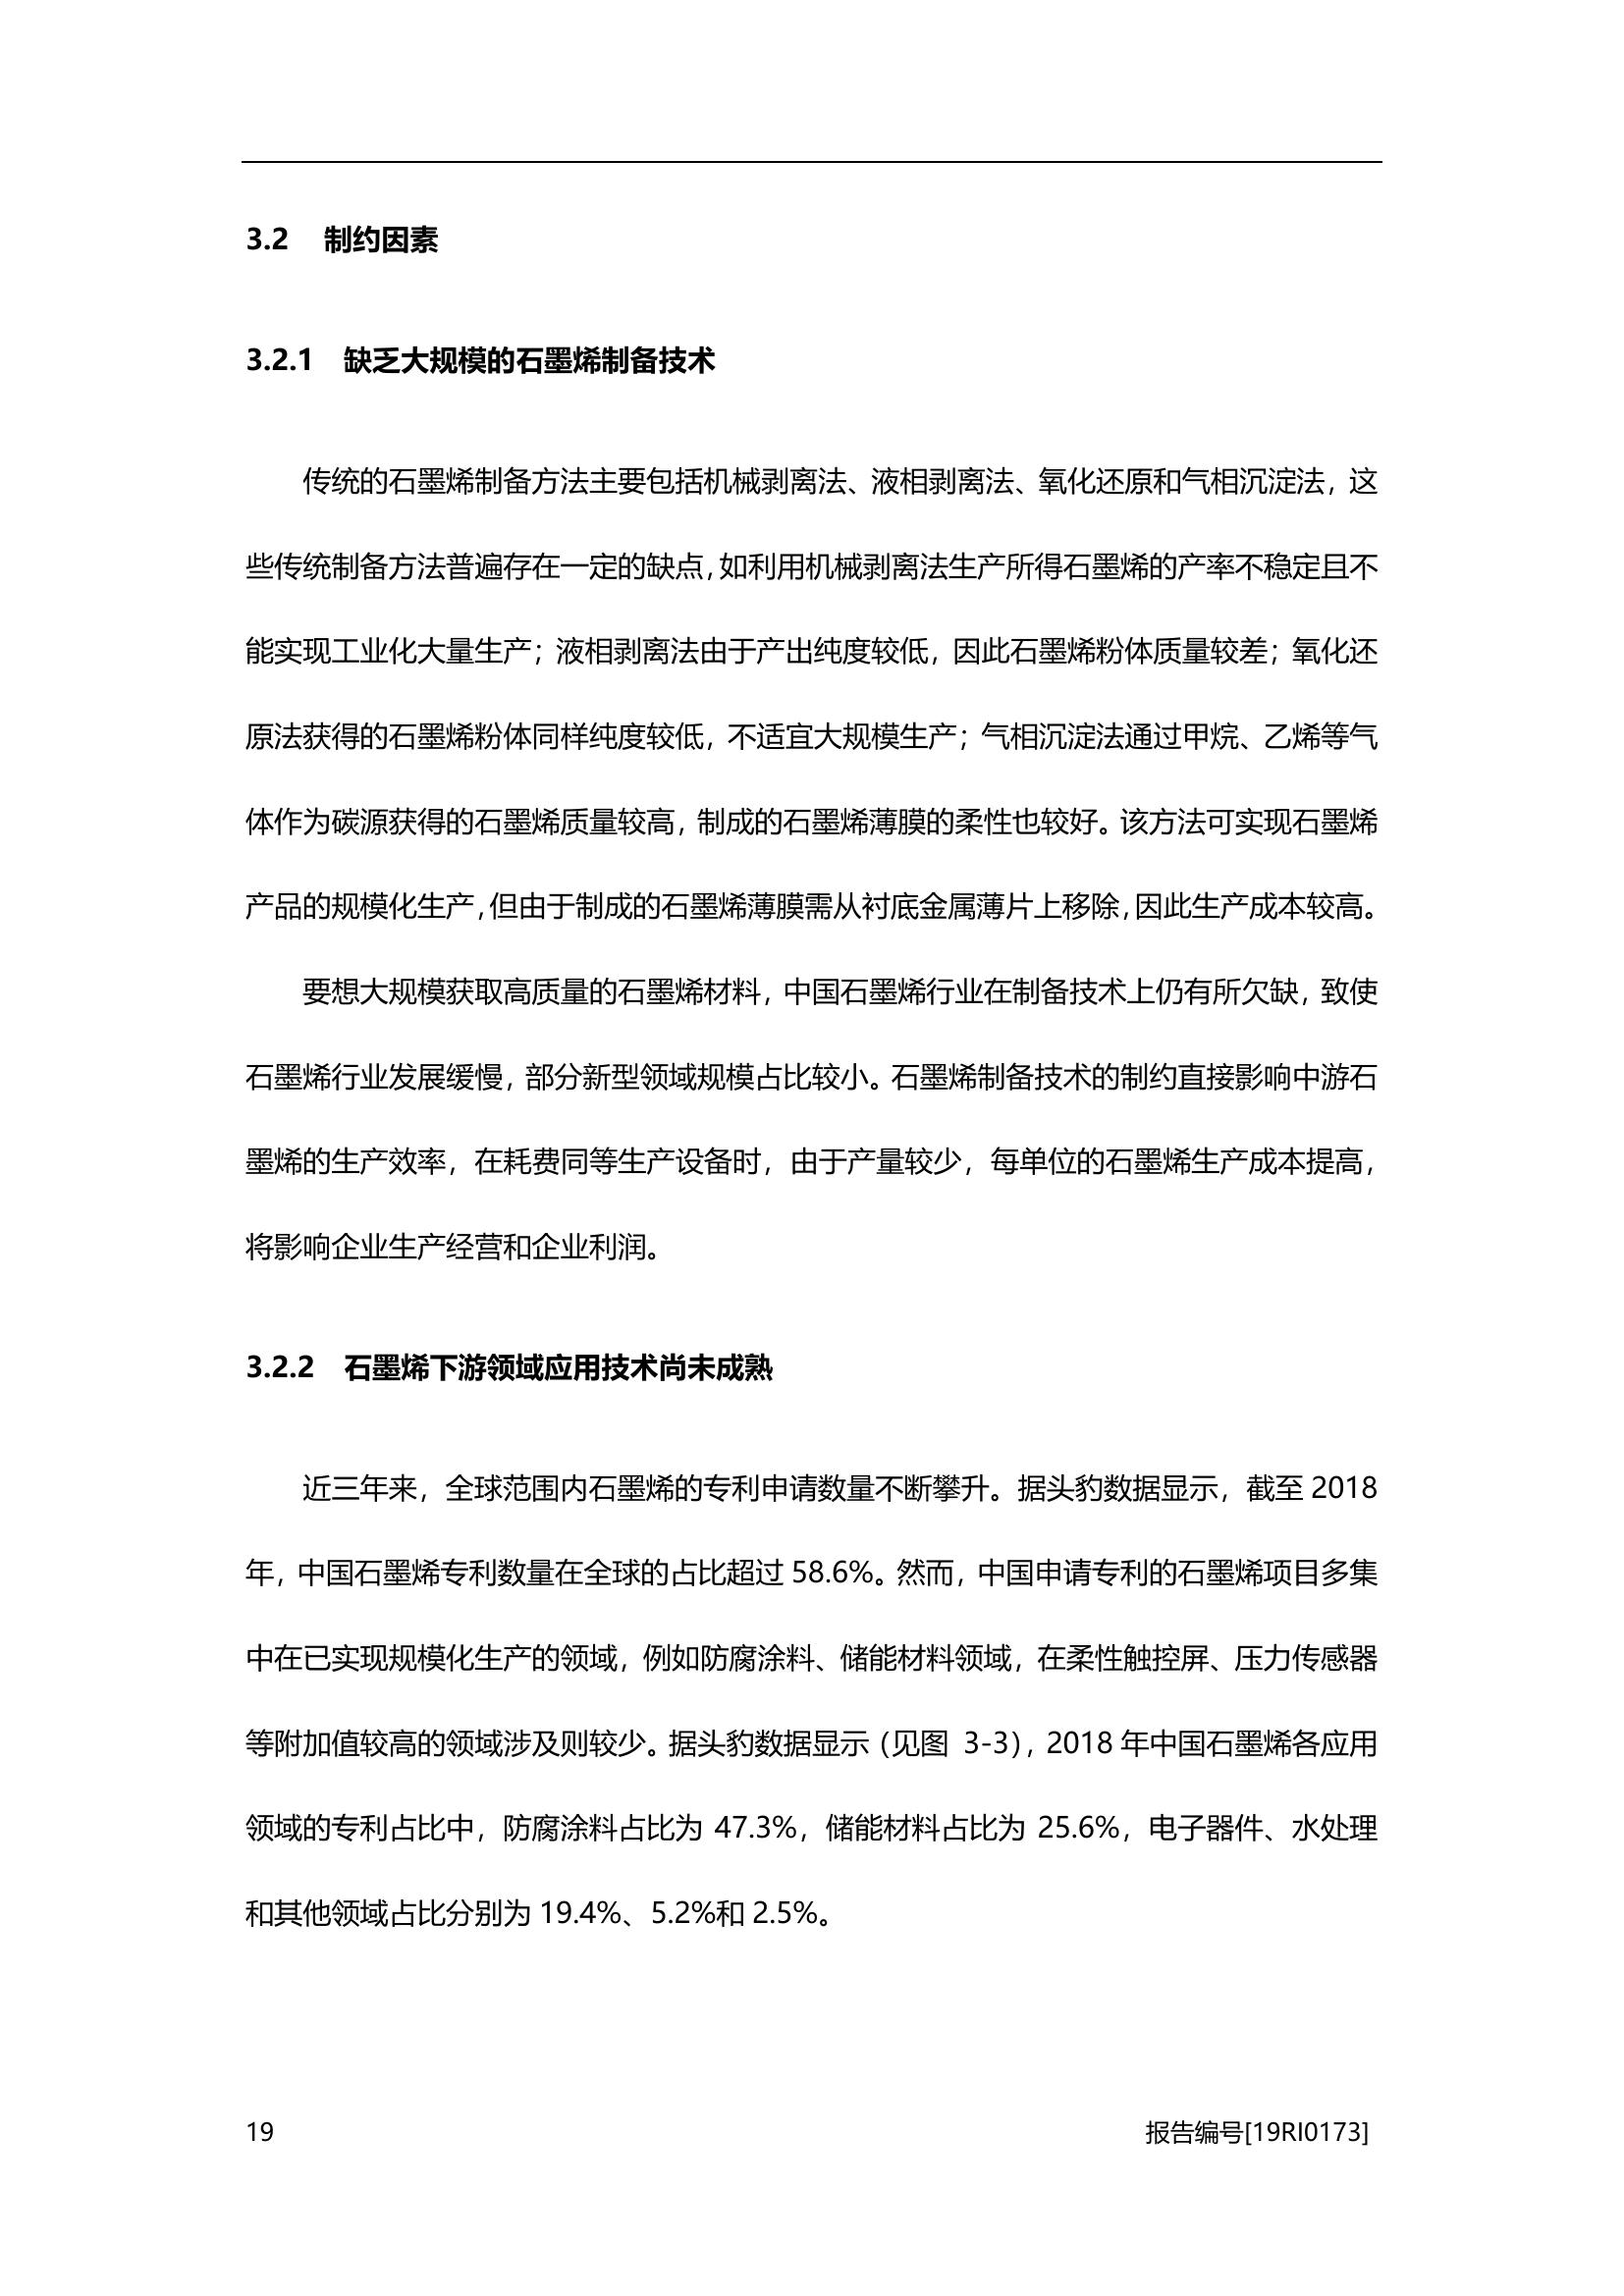 3.2 制约因素
3.2.1 缺乏大规模的石墨烯制备技术
传统的石墨烯制备方法主要包括机械剥离法、液相剥离法、氧化还原和气相沉淀法，这
些传统制备方法普遍存在一定的缺点，如利用机械剥离法生产所得石墨烯的产率不稳定且不
能实现工业化大量生产；液相剥离法由于产出纯度较低，因此石墨烯粉体质量较差；氧化还
原法获得的石墨烯粉体同样纯度较低，不适宜大规模生产；气相沉淀法通过甲烷、乙烯等气
体作为碳源获得的石墨烯质量较高，制成的石墨烯薄膜的柔性也较好。该方法可实现石墨烯
产品的规模化生产，但由于制成的石墨烯薄膜需从衬底金属薄片上移除，因此生产成本较高。
要想大规模获取高质量的石墨烯材料，中国石墨烯行业在制备技术上仍有所欠缺，致使
石墨烯行业发展缓慢，部分新型领域规模占比较小。石墨烯制备技术的制约直接影响中游石
墨烯的生产效率，在耗费同等生产设备时，由于产量较少，每单位的石墨烯生产成本提高，
将影响企业生产经营和企业利润。
3.2.2 石墨烯下游领域应用技术尚未成熟
近三年来，全球范围内石墨烯的专利申请数量不断攀升。据头豹数据显示，截至 2018
年，中国石墨烯专利数量在全球的占比超过 58.6%。然而，中国申请专利的石墨烯项目多集
中在已实现规模化生产的领域，例如防腐涂料、储能材料领域，在柔性触控屏、压力传感器
等附加值较高的领域涉及则较少。据头豹数据显示（见图 3-3），2018 年中国石墨烯各应用
领域的专利占比中，防腐涂料占比为 47.3%，储能材料占比为 25.6%，电子器件、水处理
和其他领域占比分别为 19.4%、5.2%和 2.5%。
19 报告编号[19RI0173]